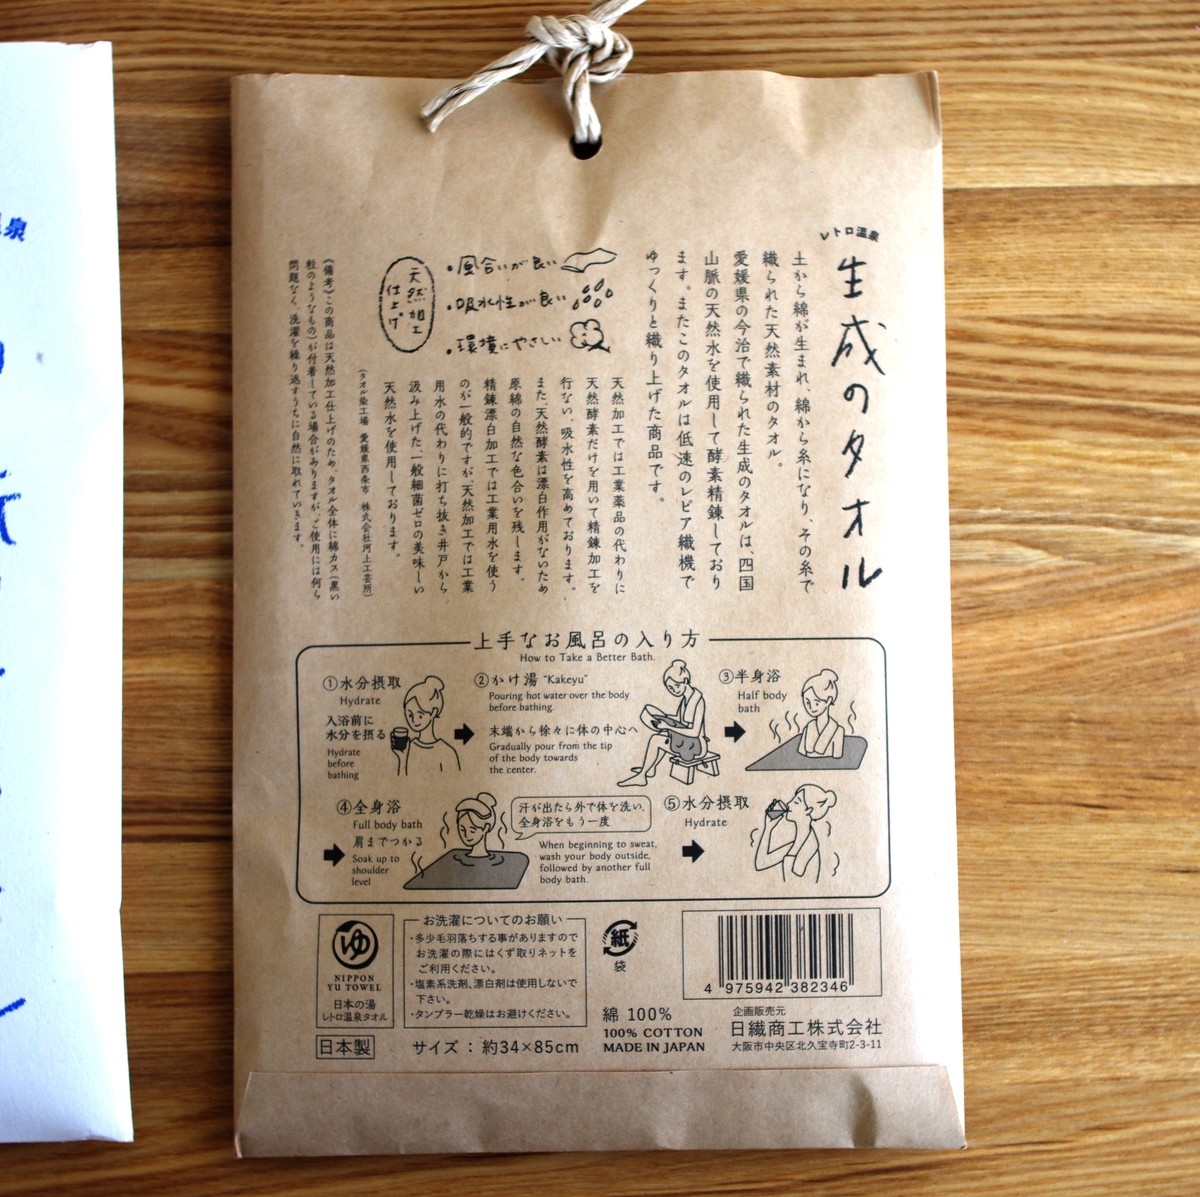 レトロ温泉
生成のタオル
土から綿が生まれ、綿から糸になり、その糸で
織られた天然素材のタオル。
愛媛県の今治で織られた生成のタオルは、四国
山脈の天然水を使用して酵素精錬しており
ます。またこのタオルは低速のレピア織機で
ゆっくりと織り上げた商品です。
・風合いが良い
・吸水性が良い
・環境にやさしい
天然加工
仕上げ
天然加工では工業薬品の代わりに
天然酵素だけを用いて精錬加工を
行ない、吸水性を高めております。
また、天然酵素は漂白作用がないため
原綿の自然な色合いを残します。
精錬漂白加工では工業用水を使う
のが一般的ですが、天然加工では工業
用水の代わりに打ち抜き井戸から
汲み上げた、一般細菌ゼロの美味しい
天然水を使用しております。
(タオル染工場 愛媛県西条市 株式会社河上工芸所)
《備考》この商品は天然加工仕上げのため、タオル全体に綿カス(黒い
粒のようなもの)が付着している場合がありますが、ご使用には何ら
問題なく、洗濯を繰り返すうちに自然に取れていきます。
上手なお風呂の入り方
How to Take a Better Bath.
①水分摂取
Hydrate
入浴前に
水分を摂る
Hydrate
before
bathing
②かけ湯 "Kakeyu"
Pouring hot water over the body
before bathing.
末端から徐々に体の中心へ
Gradually pour from the tip
of the body towards
the center.
③半身浴
Half body
bath
④全身浴
Full body bath
肩までつかる
Soak up to
shoulder
level
汗が出たら外で体を洗い、
全身浴をもう一度
When beginning to sweat,
wash your body outside,
followed by another full
body bath.
⑤水分摂取
Hydrate
ゆ
NIPPON
YU TOWEL
日本の湯
レトロ温泉タオル
日本製
お洗濯についてのお願い
・多少毛羽落ちする事がありますので
お洗濯の際にはくず取りネットを
ご利用ください。
・塩素系洗剤、漂白剤は使用しないで
下さい。
・タンブラー乾燥はお避けください。
サイズ：約34×85cm
紙
袋
綿 100%
100% COTTON
MADE IN JAPAN
4 975942 382346
企画販売元
日繊商工株式会社
大阪市中央区北久宝寺町2-3-11
泉